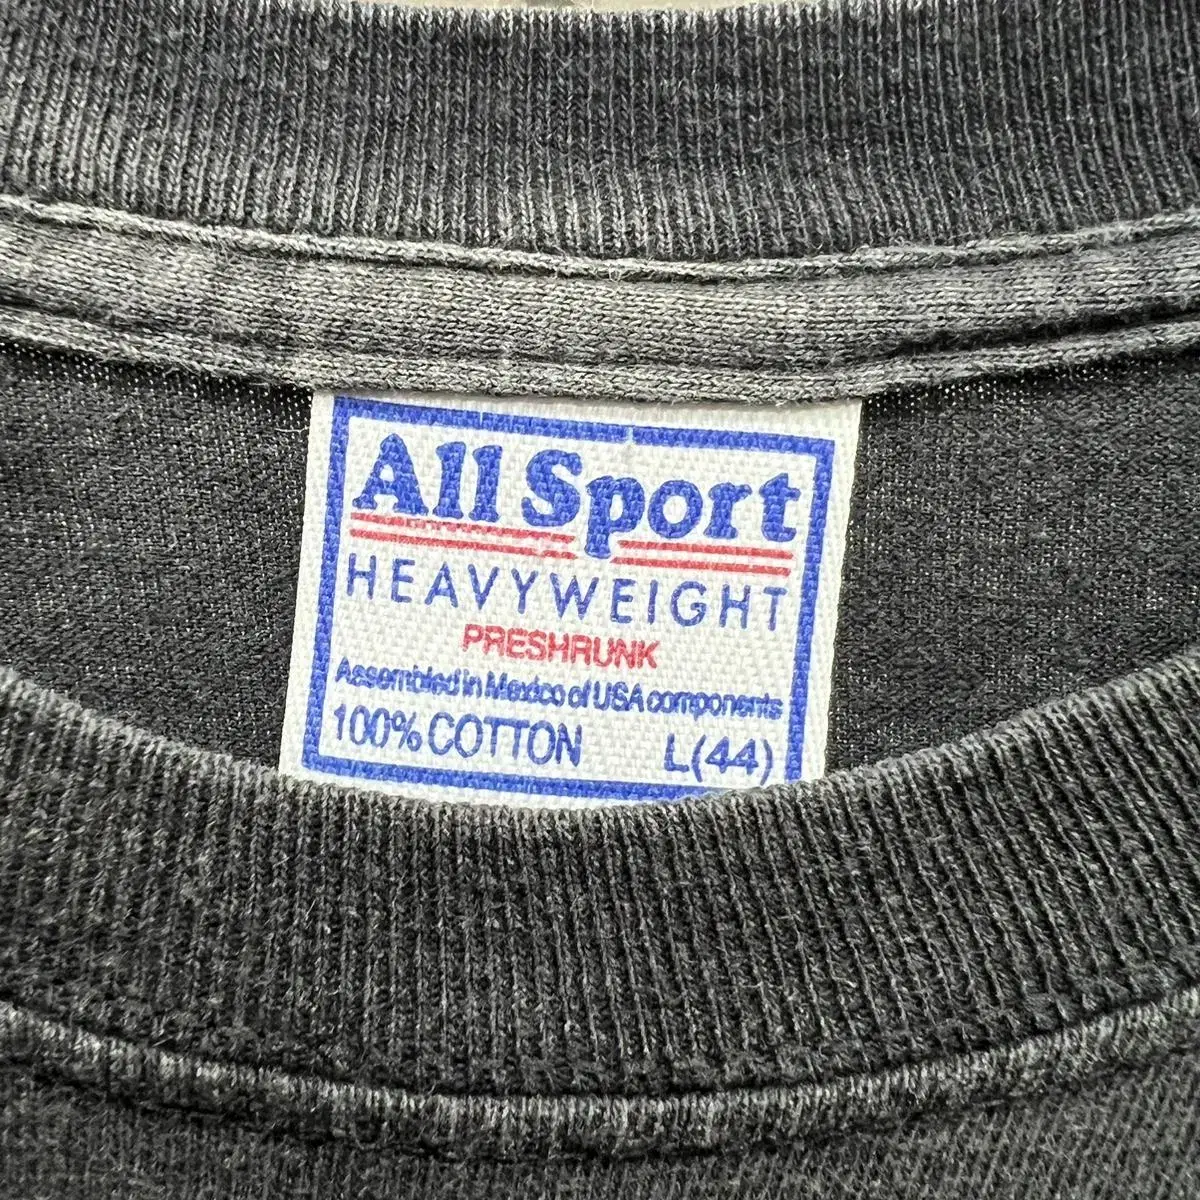 All Sport
HEAVYWEIGHT
PRESHRUNK
Assembled in Mexico of USA components
100% COTTON L(44)